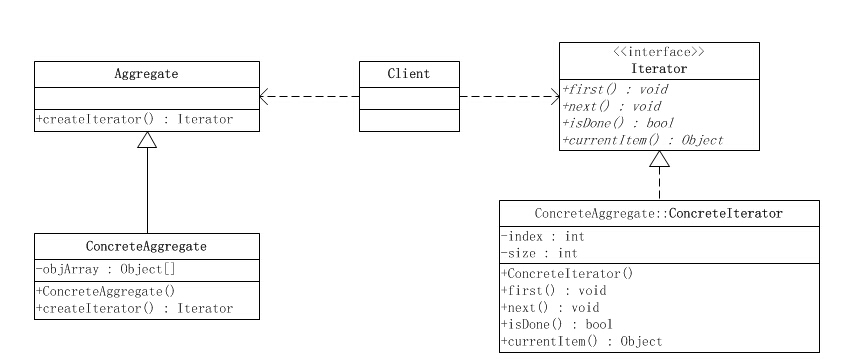 Aggregate
+createIterator() : Iterator
Client
<<interface>>
Iterator
+first() : void
+next() : void
+isDone() : bool
+currentItem() : Object
ConcreteAggregate
-objArray : Object[]
+ConcreteAggregate()
+createIterator() : Iterator
ConcreteAggregate::ConcreteIterator
-index : int
-size : int
+ConcreteIterator()
+first() : void
+next() : void
+isDone() : bool
+currentItem() : Object